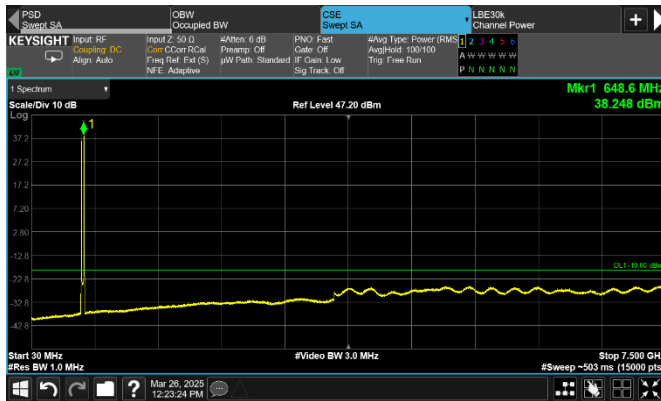 PSD
Swept SA
OBW
Occupied BW
CSE
Swept SA
LBE30k
Channel Power
KEYSIGHT
Input: RF
Coupling: DC
Align: Auto
Input Z: 50 Ω
Corr CCorr RCal
Freq Ref: Ext (S)
NFE: Adaptive
#Atten: 6 dB
Preamp: Off
µW Path: Standard
PNO: Fast
Gate: Off
IF Gain: Low
Sig Track: Off
#Avg Type: Power (RMS
Avg|Hold: 100/100
Trig: Free Run
1 2 3 4 5 6
A W W W W W
P N N N N N
1 Spectrum
Scale/Div 10 dB
Ref Level 47.20 dBm
Mkr1 648.6 MHz
38.248 dBm
Log
1
37.2
27.2
17.2
7.20
-2.80
-12.8
DL1 -19.00 dBm
-22.8
-32.8
-42.8
Start 30 MHz
#Video BW 3.0 MHz
Stop 7.500 GH
#Res BW 1.0 MHz
#Sweep ~503 ms (15000 pts
Mar 26, 2025
12:23:24 PM